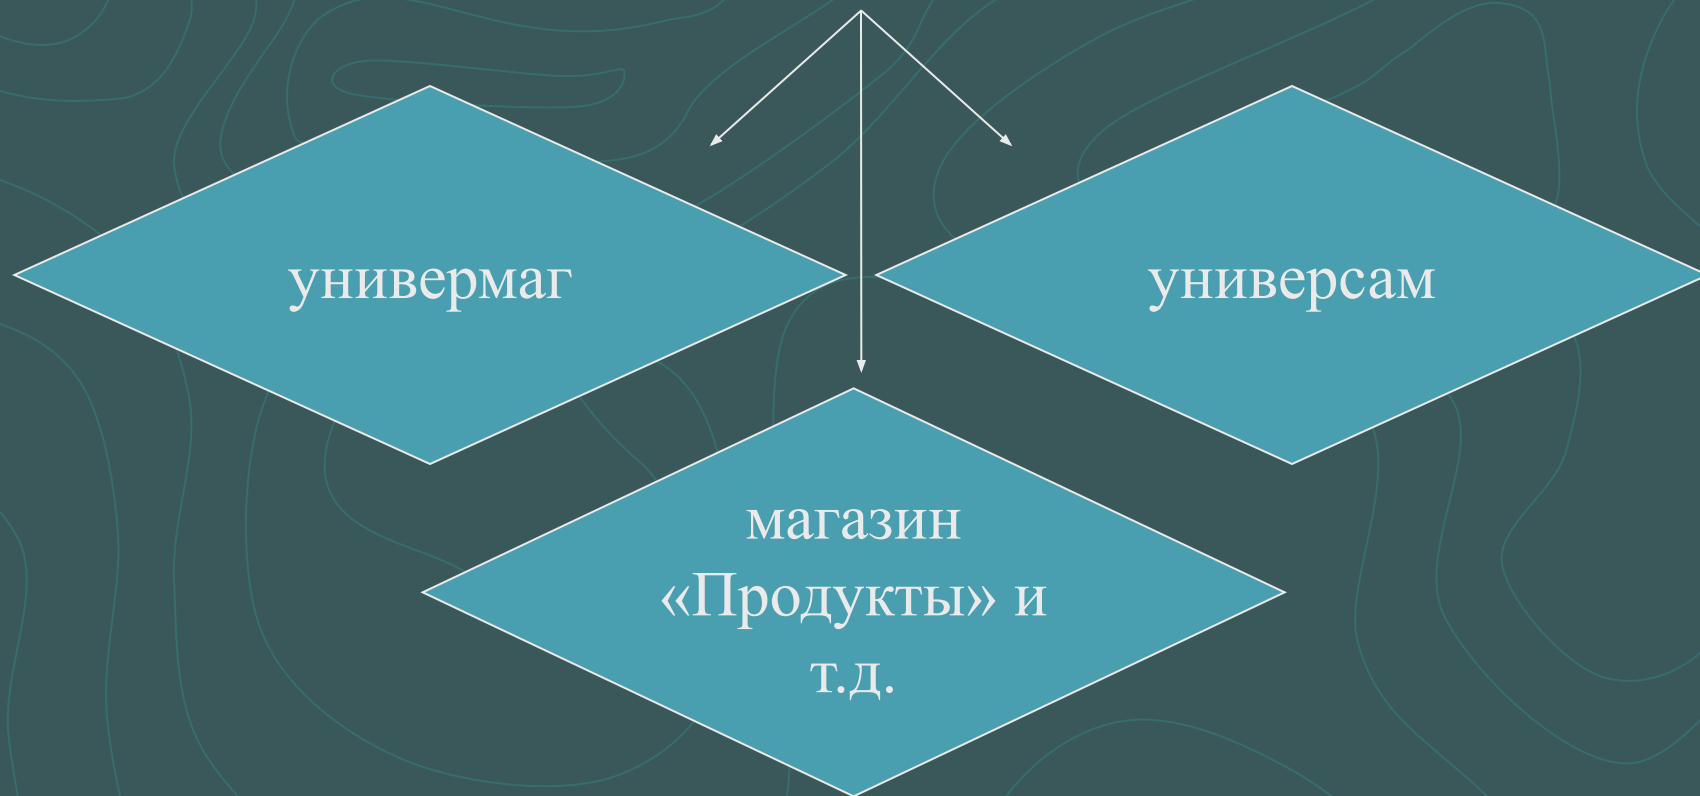 универмаг
универсам
магазин
«Продукты» и
т.д.